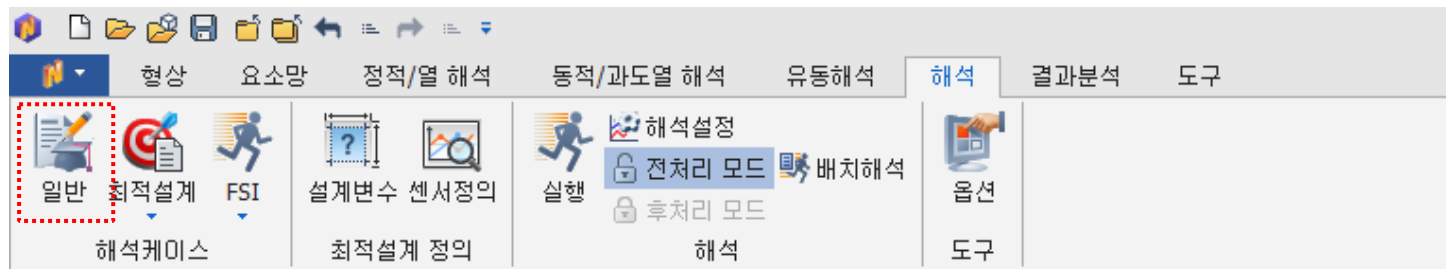 형상 요소망 정적/열 해석 동적/과도열 해석 유동해석 해석 결과분석 도구
일반 최적설계 FSI 설계변수 센서정의 실행 해석설정 전처리 모드 후처리 모드 배치해석 옵션
해석케이스 최적설계 정의 해석 도구